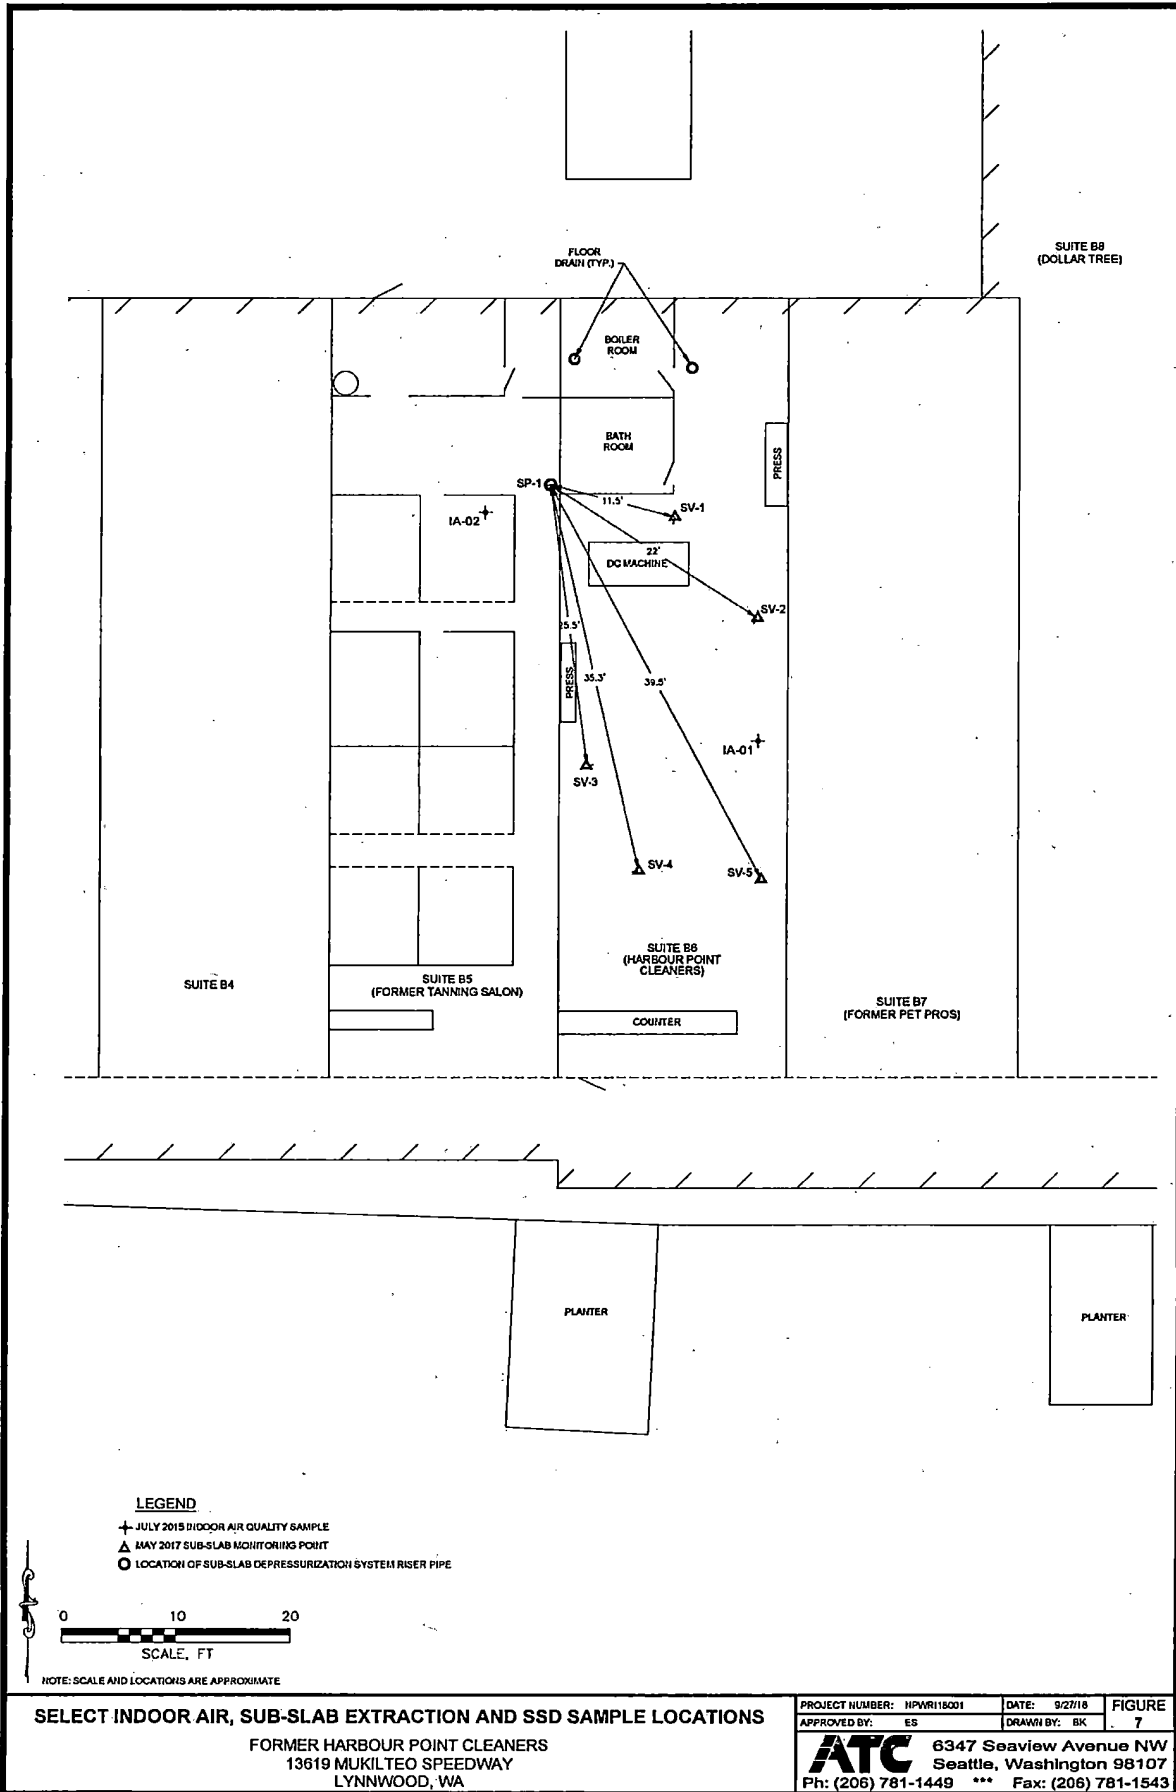 FLOOR
DRAIN (TYP.)
SUITE B8
(DOLLAR TREE)
BOILER
ROOM
BATH
ROOM
PRESS
SP-1
11.5'
SV-1
IA-02
22'
DC MACHINE
SV-2
25.5'
PRESS
35.3'
39.5'
IA-01
SV-3
SV-4
SV-5
SUITE B6
(HARBOUR POINT
CLEANERS)
SUITE B4
SUITE B5
(FORMER TANNING SALON)
SUITE B7
(FORMER PET PROS)
COUNTER
PLANTER
PLANTER
LEGEND
JULY 2015 INDOOR AIR QUALITY SAMPLE
MAY 2017 SUB-SLAB MONITORING POINT
LOCATION OF SUB-SLAB DEPRESSURIZATION SYSTEM RISER PIPE
0 10 20
SCALE, FT
NOTE: SCALE AND LOCATIONS ARE APPROXIMATE
SELECT INDOOR AIR, SUB-SLAB EXTRACTION AND SSD SAMPLE LOCATIONS
FORMER HARBOUR POINT CLEANERS
13619 MUKILTEO SPEEDWAY
LYNNWOOD, WA
PROJECT NUMBER: DATE: 9/27/18
APPROVED BY: ES DRAWN BY: BK
FIGURE
7
ATC
6347 Seaview Avenue NW
Seattle, Washington 98107
Ph: (206) 781-1449 *** Fax: (206) 781-1543